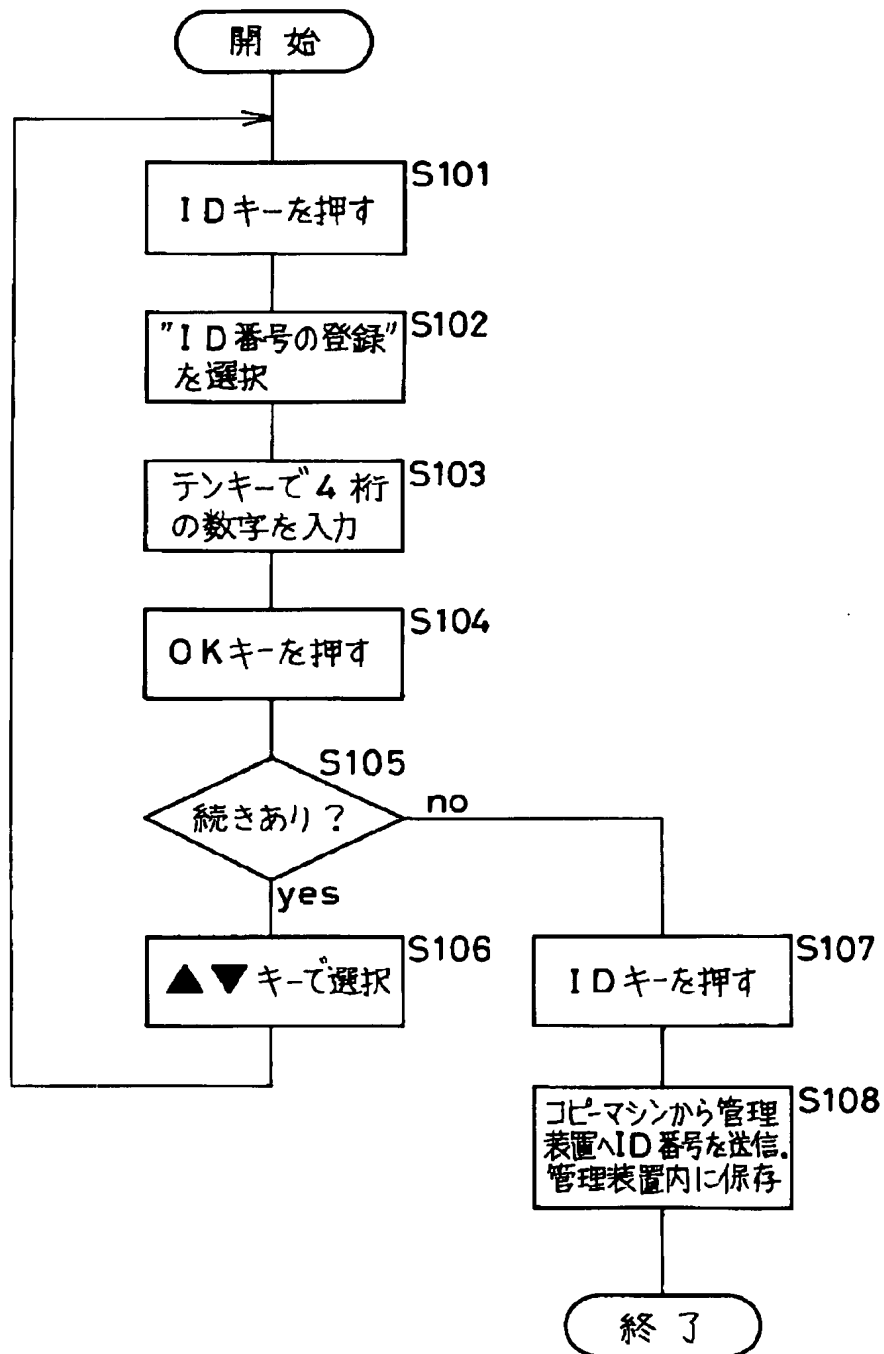 開始
S101
IDキーを押す
S102
"ID番号の登録"
を選択
S103
テンキーで4桁
の数字を入力
S104
OKキーを押す
S105
続きあり?
no
yes
S106
▲▼キーで選択
S107
IDキーを押す
S108
コピーマシンから管理
装置へID番号を送信.
管理装置内に保存
終了